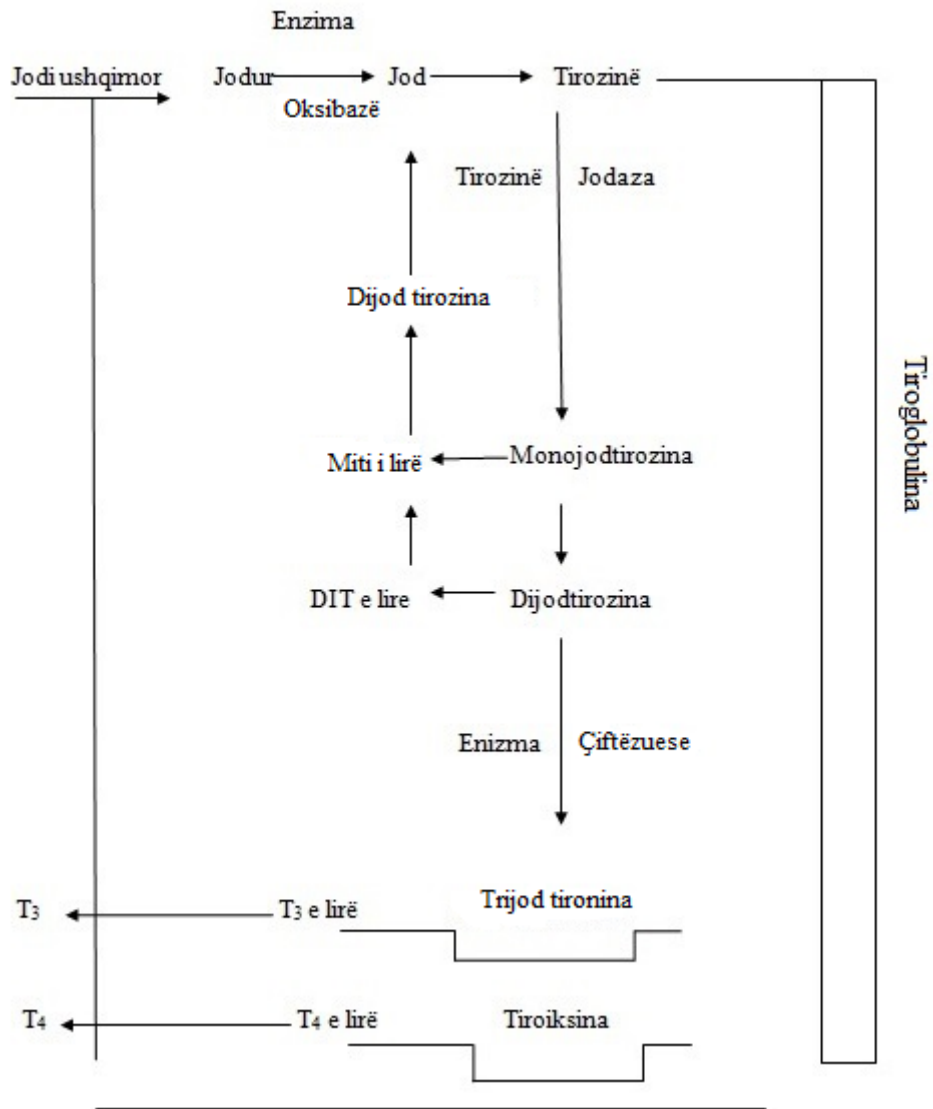 Enzima
Jodi ushqimor Jodur Jod Tirozinë
Oksibazë
Tirozinë Jodaza
Dijod tirozina
Tiroglobulina
Miti i lirë Monojodtirozina
DIT e lire Dijodtirozina
Enizma Çiftëzuese
T3 T3 e lirë Trijod tironina
T4 T4 e lirë Tiroiksina